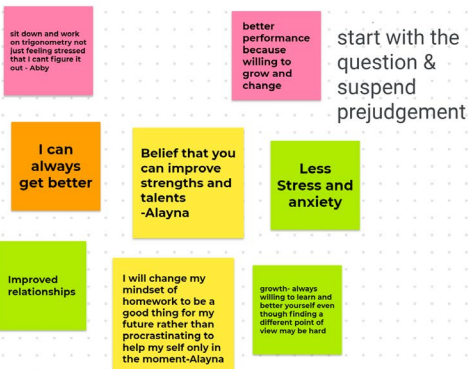 sit down and work
on trigonometry not
just feeling stressed
that I cant figure it
out - Abby
better
performance
because
willing to
grow and
change
start with the
question &
suspend
prejudgement
I can
always
get better
Belief that you
can improve
strengths and
talents
-Alayna
Less
Stress and
anxiety
Improved
relationships
I will change my
mindset of
homework to be a
good thing for my
future rather than
procrastinating to
help my self only in
the moment-Alayna
growth- always
willing to learn and
better yourself even
though finding a
different point of
view may be hard